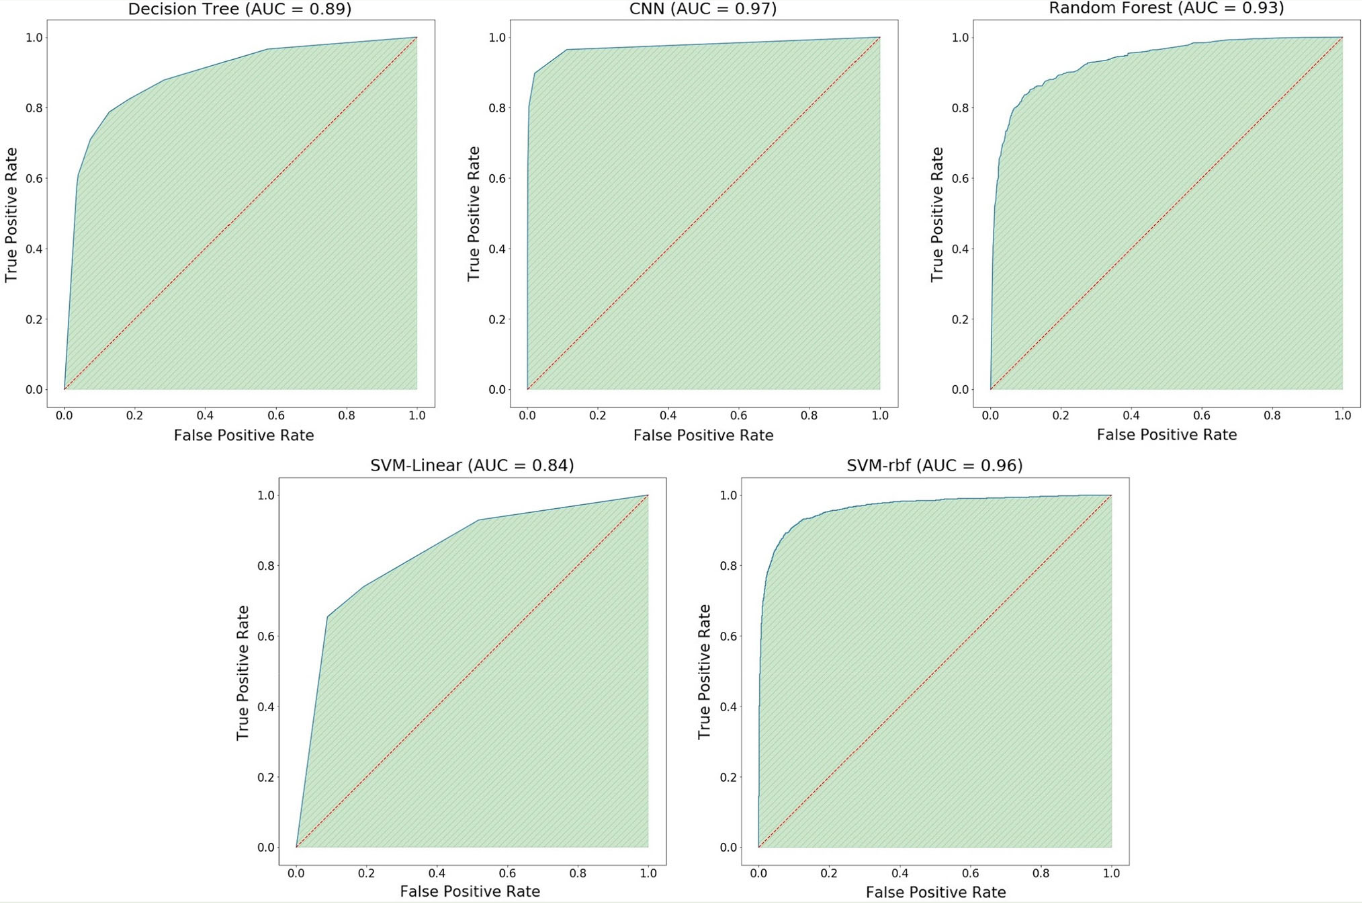 Decision Tree (AUC = 0.89)
CNN (AUC = 0.97)
Random Forest (AUC = 0.93)
True Positive Rate
1.0
0.8
0.6
0.4
0.2
0.0
0.0 0.2 0.4 0.6 0.8 1.0
False Positive Rate
True Positive Rate
1.0
0.8
0.6
0.4
0.2
0.0
0.0 0.2 0.4 0.6 0.8 1.0
False Positive Rate
True Positive Rate
1.0
0.8
0.6
0.4
0.2
0.0
0.0 0.2 0.4 0.6 0.8 1.0
False Positive Rate
SVM-Linear (AUC = 0.84)
SVM-rbf (AUC = 0.96)
True Positive Rate
1.0
0.8
0.6
0.4
0.2
0.0
0.0 0.2 0.4 0.6 0.8 1.0
False Positive Rate
True Positive Rate
1.0
0.8
0.6
0.4
0.2
0.0
0.0 0.2 0.4 0.6 0.8 1.0
False Positive Rate